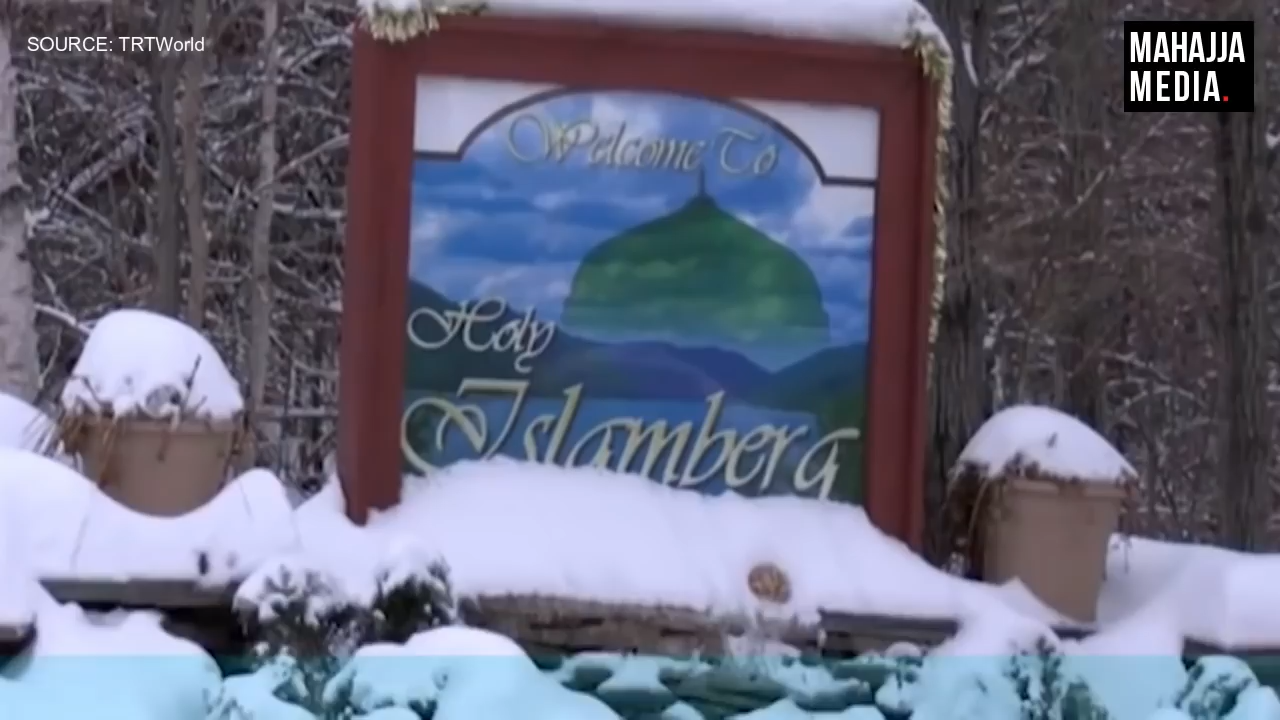 SOURCE: TRTWorld
MAHAJJA
MEDIA.
Welcome To
Holy
Islamberg